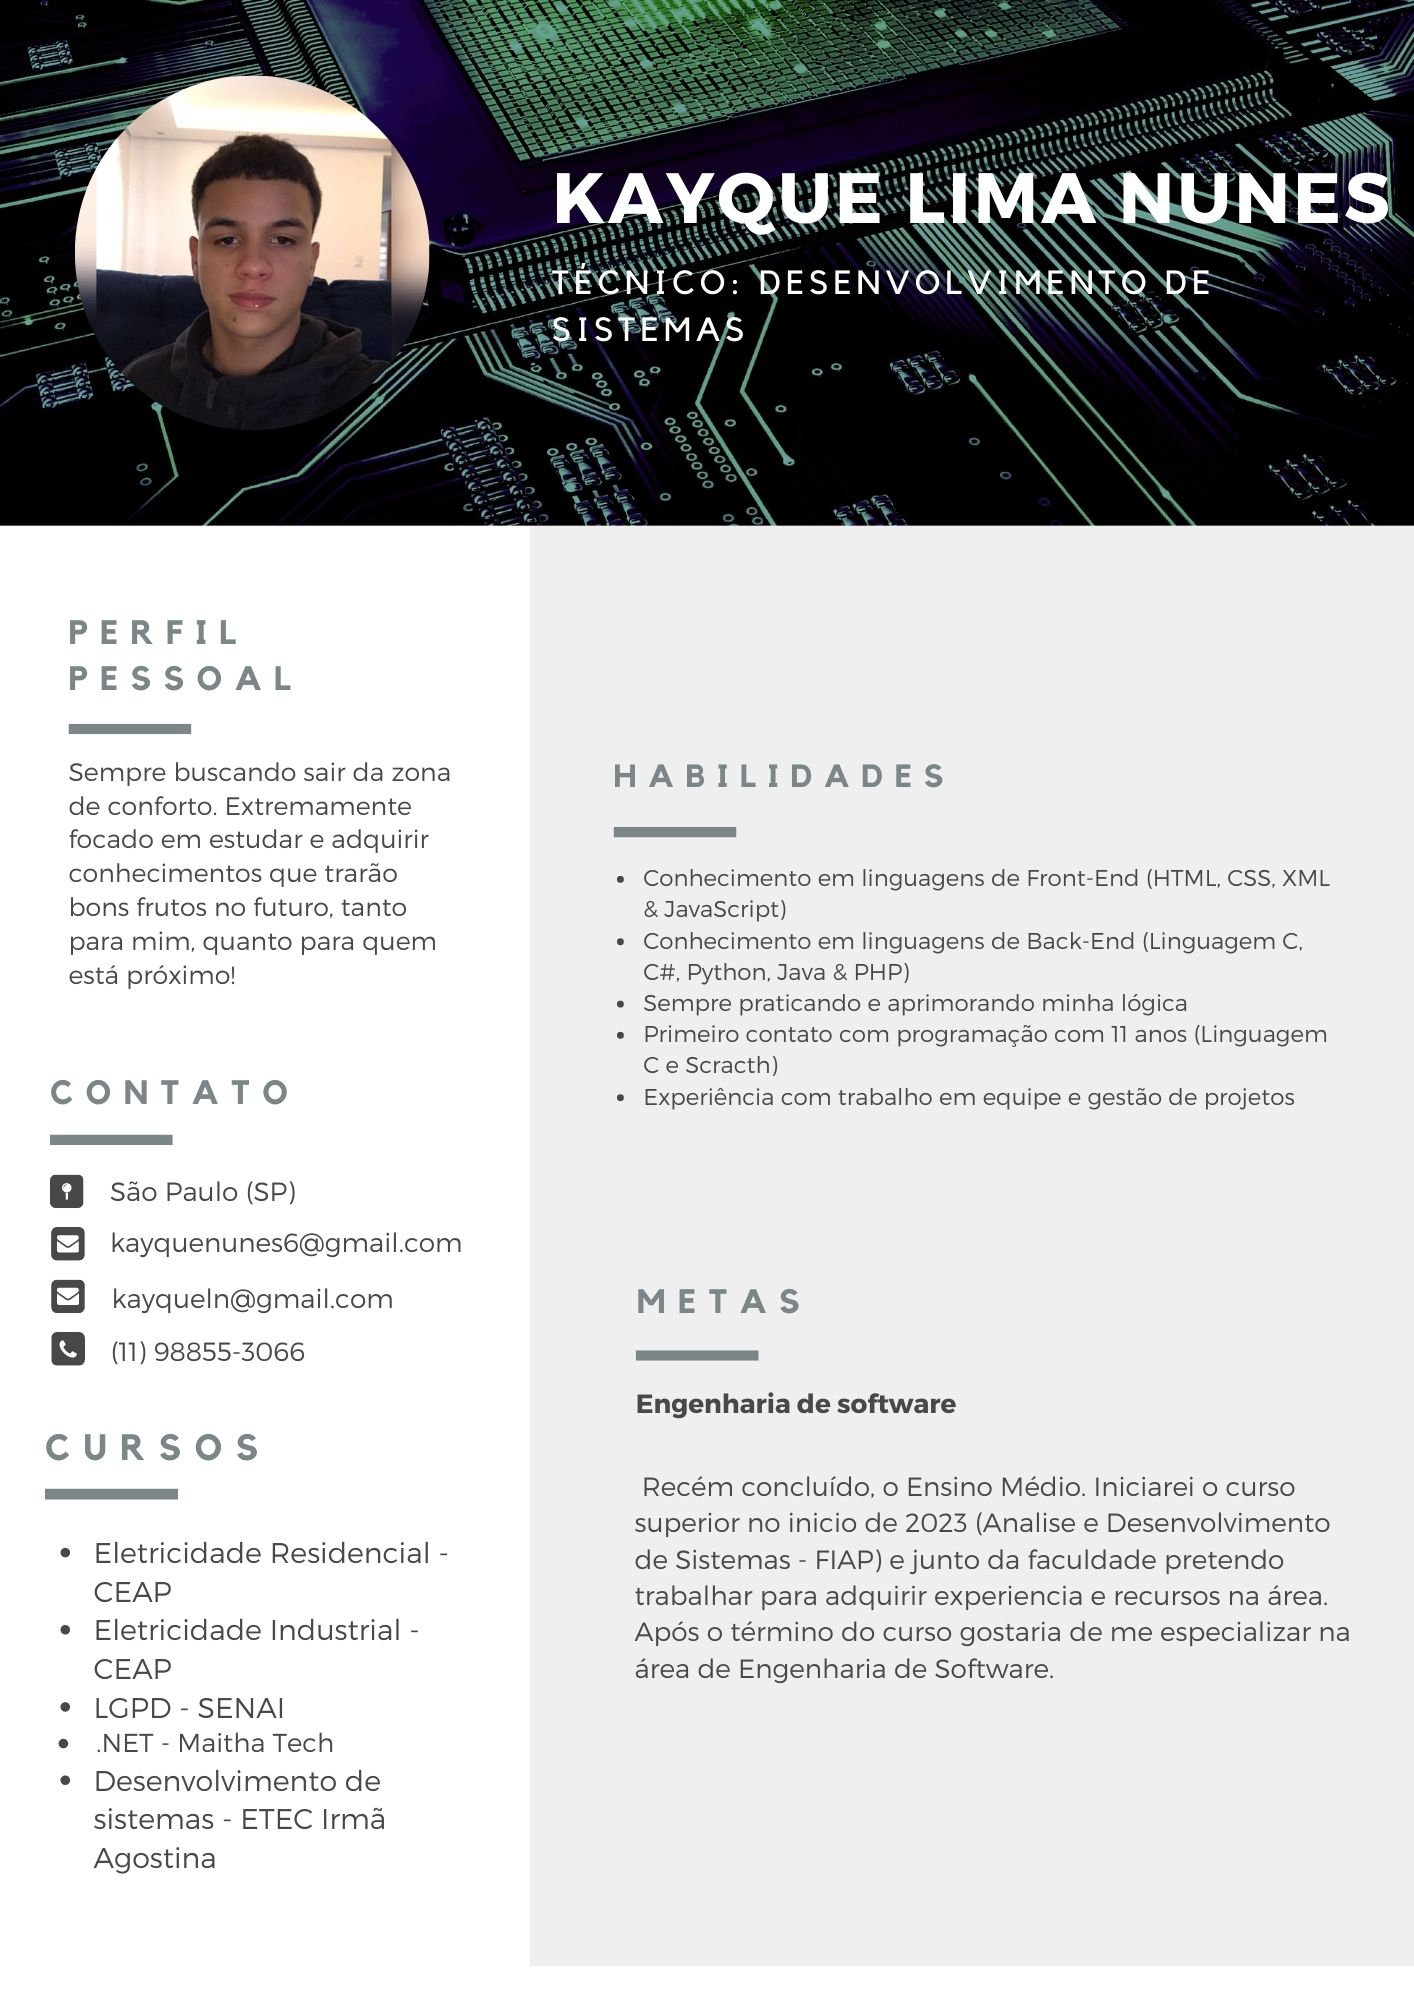 KAYQUE LIMA NUNES
TÉCNICO: DESENVOLVIMENTO DE
SISTEMAS
PERFIL
PESSOAL
Sempre buscando sair da zona
de conforto. Extremamente
focado em estudar e adquirir
conhecimentos que trarão
bons frutos no futuro, tanto
para mim, quanto para quem
está próximo!
CONTATO
São Paulo (SP)
kayquenunes6@gmail.com
kayqueln@gmail.com
(11) 98855-3066
CURSOS
• Eletricidade Residencial -
CEAP
• Eletricidade Industrial -
CEAP
• LGPD - SENAI
• .NET - Maitha Tech
• Desenvolvimento de
sistemas - ETEC Irmã
Agostina
HABILIDADES
• Conhecimento em linguagens de Front-End (HTML, CSS, XML
& JavaScript)
• Conhecimento em linguagens de Back-End (Linguagem C,
C#, Python, Java & PHP)
• Sempre praticando e aprimorando minha lógica
• Primeiro contato com programação com 11 anos (Linguagem
C e Scracth)
• Experiência com trabalho em equipe e gestão de projetos
METAS
Engenharia de software
Recém concluído, o Ensino Médio. Iniciarei o curso
superior no inicio de 2023 (Analise e Desenvolvimento
de Sistemas - FIAP) e junto da faculdade pretendo
trabalhar para adquirir experiencia e recursos na área.
Após o término do curso gostaria de me especializar na
área de Engenharia de Software.